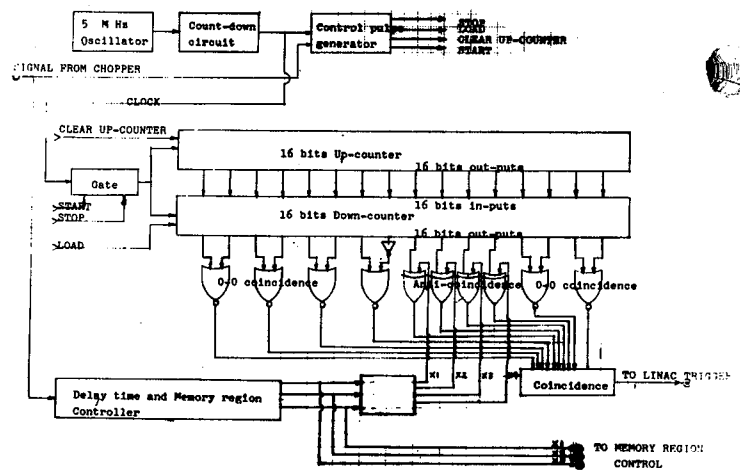 5 MHz
Oscillator
Count-down
circuit
Control pulse
generator
STOP
LOAD
CLEAR UP-COUNTER
START
SIGNAL FROM CHOPPER
CLOCK
CLEAR UP-COUNTER
16 bits Up-counter
16 bits out-puts
Gate
START
STOP
LOAD
16 bits in-puts
16 bits Down-counter
16 bits out-puts
0-0 coincidence
Anti-coincidence
0-0 coincidence
X1 X2 X3
Coincidence
TO LINAC TRIGGER
Delay time and Memory region
Controller
TO MEMORY REGION
CONTROL